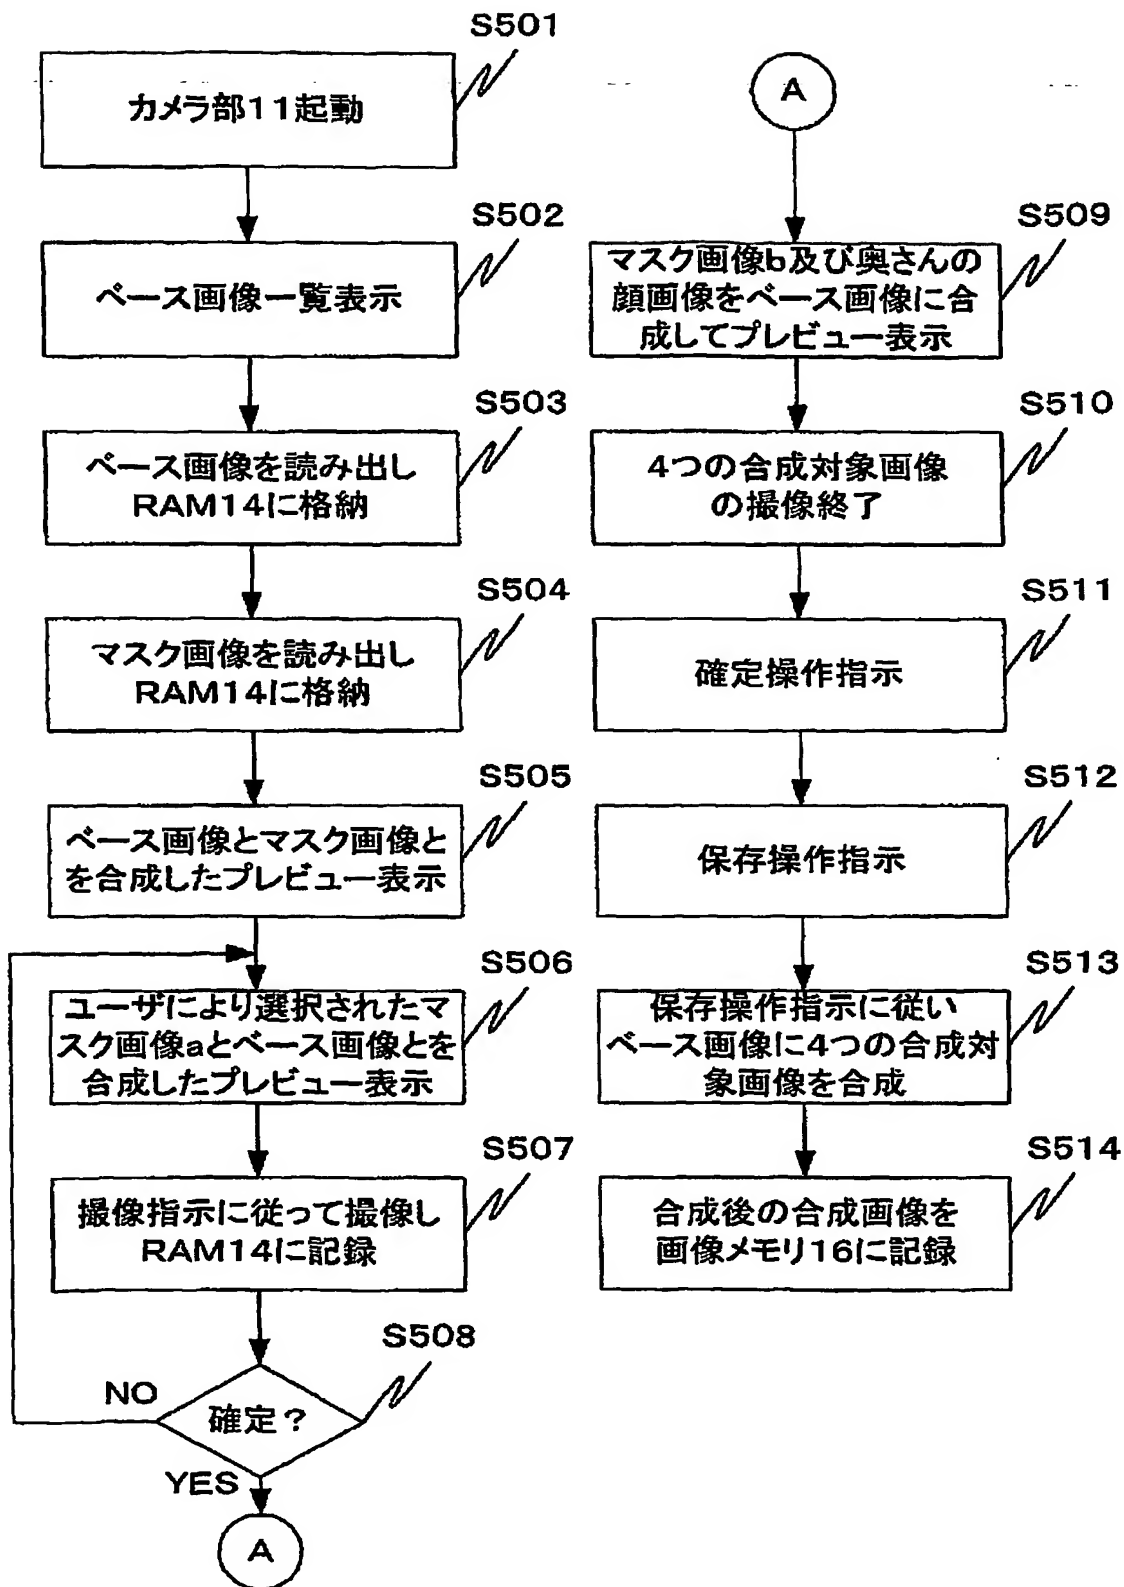 S501
カメラ部11起動
S502
ベース画像一覧表示
S503
ベース画像を読み出し
RAM14に格納
S504
マスク画像を読み出し
RAM14に格納
S505
ベース画像とマスク画像と
を合成したプレビュー表示
S506
ユーザにより選択されたマ
スク画像aとベース画像とを
合成したプレビュー表示
S507
撮像指示に従って撮像し
RAM14に記録
S508
確定？
NO
YES
A
A
S509
マスク画像b及び奥さんの
顔画像をベース画像に合
成してプレビュー表示
S510
4つの合成対象画像
の撮像終了
S511
確定操作指示
S512
保存操作指示
S513
保存操作指示に従い
ベース画像に4つの合成対
象画像を合成
S514
合成後の合成画像を
画像メモリ16に記録